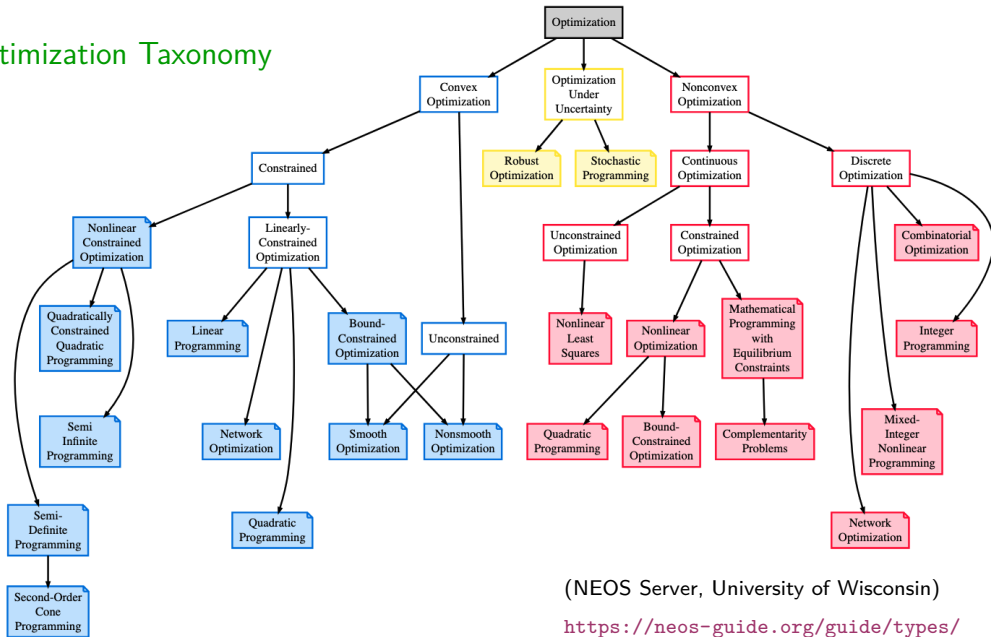 Optimization
timization Taxonomy
Convex
Optimization
Optimization
Under
Uncertainty
Nonconvex
Optimization
Constrained
Robust
Optimization
Stochastic
Programming
Continuous
Optimization
Discrete
Optimization
Nonlinear
Constrained
Optimization
Linearly-
Constrained
Optimization
Unconstrained
Optimization
Constrained
Optimization
Combinatorial
Optimization
Quadratically
Constrained
Quadratic
Programming
Linear
Programming
Bound-
Constrained
Optimization
Unconstrained
Nonlinear
Least
Squares
Nonlinear
Optimization
Mathematical
Programming
with
Equilibrium
Constraints
Integer
Programming
Semi
Infinite
Programming
Network
Optimization
Smooth
Optimization
Nonsmooth
Optimization
Quadratic
Programming
Bound-
Constrained
Optimization
Complementarity
Problems
Mixed-
Integer
Nonlinear
Programming
Semi-
Definite
Programming
Quadratic
Programming
Network
Optimization
Second-Order
Cone
Programming
(NEOS Server, University of Wisconsin)
https://neos-guide.org/guide/types/